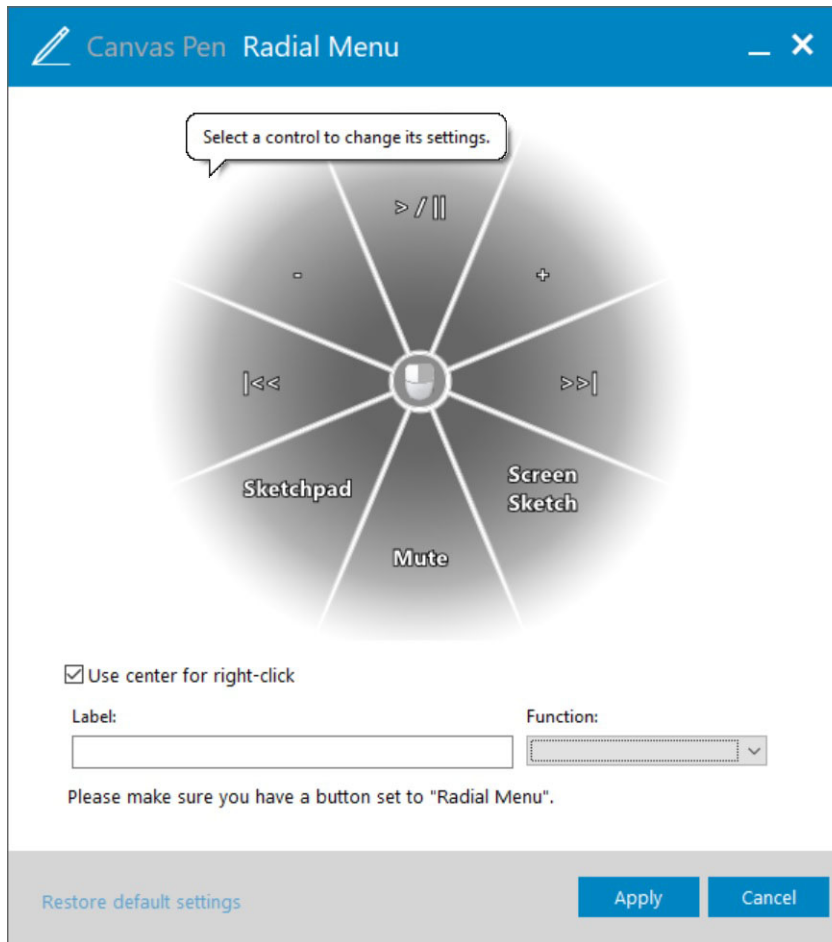 Canvas Pen Radial Menu
Select a control to change its settings.
> / ||
-
+
|<<
>>|
Sketchpad
Screen
Sketch
Mute
Use center for right-click
Label:
Function:
Please make sure you have a button set to "Radial Menu".
Restore default settings
Apply
Cancel